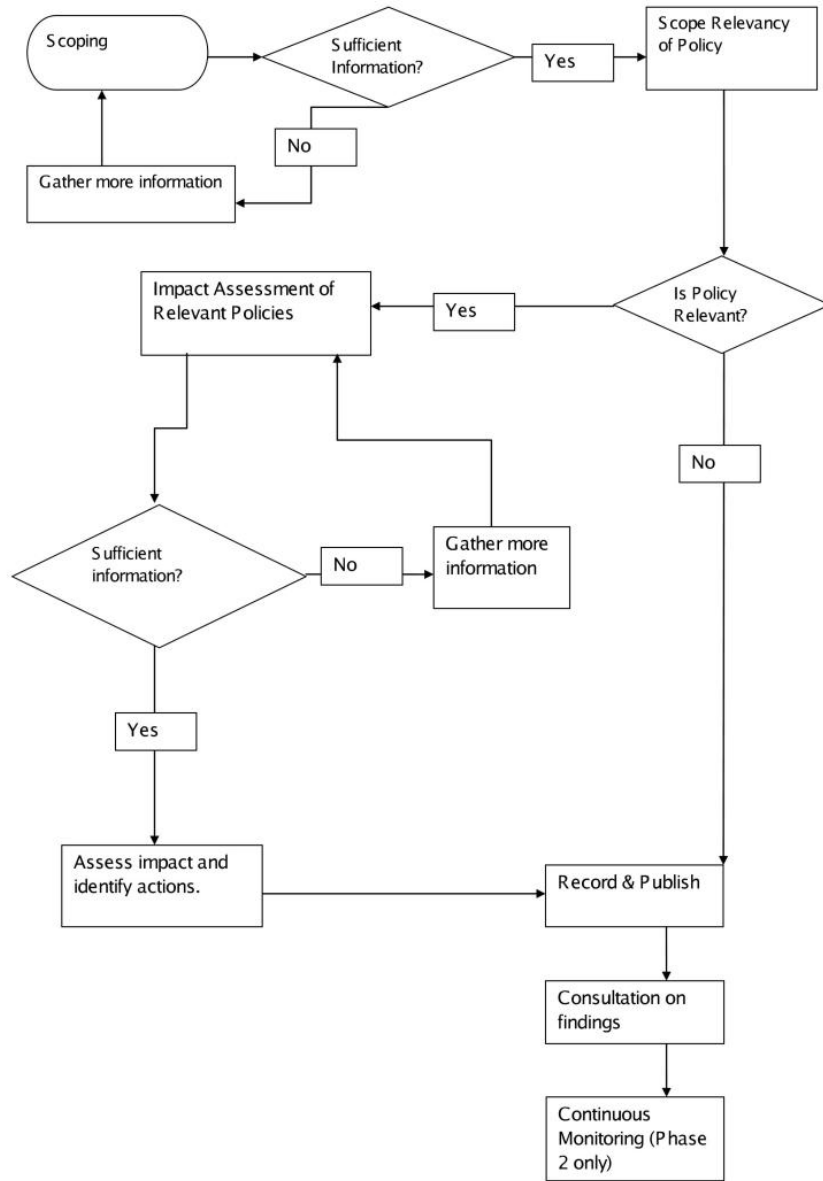 Scoping
Sufficient
Information?
Yes
Scope Relevancy
of Policy
No
Gather more information
Impact Assessment of
Relevant Policies
Yes
Is Policy
Relevant?
No
Sufficient
information?
No
Gather more
information
Yes
Assess impact and
identify actions.
Record & Publish
Consultation on
findings
Continuous
Monitoring (Phase
2 only)